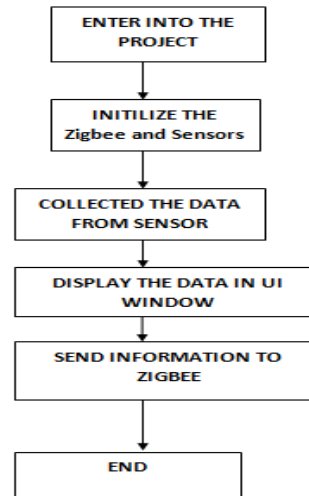 ENTER INTO THE
PROJECT
INITILIZE THE
Zigbee and Sensors
COLLECTED THE DATA
FROM SENSOR
DISPLAY THE DATA IN UI
WINDOW
SEND INFORMATION TO
ZIGBEE
END